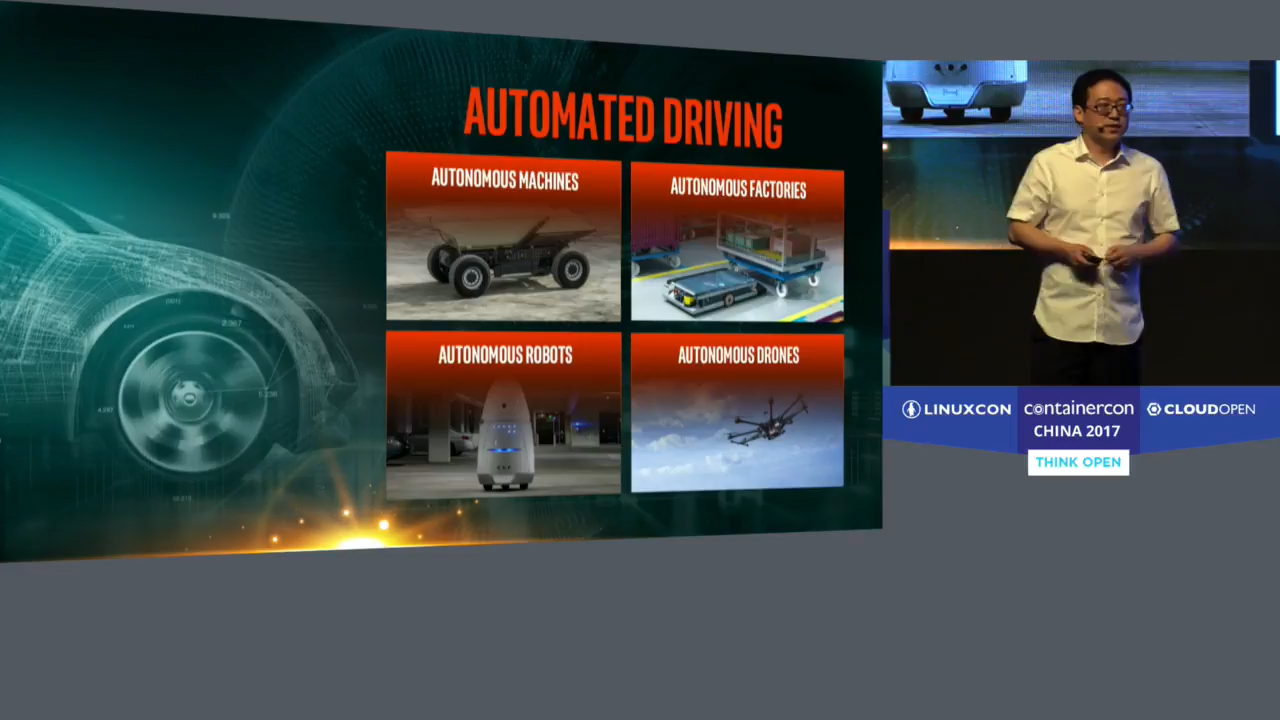 AUTOMATED DRIVING
AUTONOMOUS MACHINES
AUTONOMOUS FACTORIES
AUTONOMOUS ROBOTS
AUTONOMOUS DRONES
LINUXCON
containercon
CLOUDOPEN
CHINA 2017
THINK OPEN